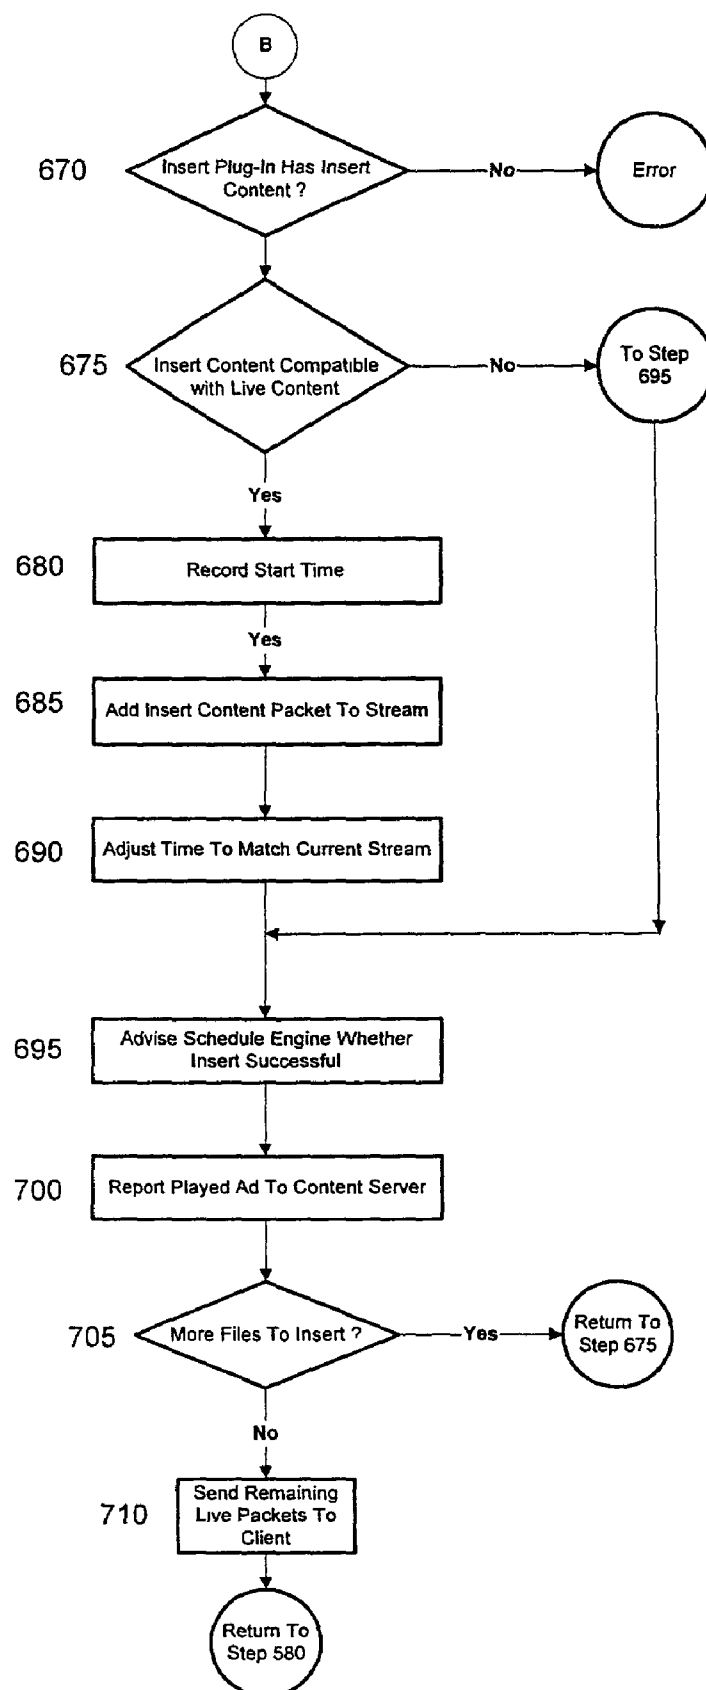 B
670
Insert Plug-In Has Insert
Content ?
No
Error
675
Insert Content Compatible
with Live Content
No
To Step
695
Yes
680
Record Start Time
Yes
685
Add Insert Content Packet To Stream
690
Adjust Time To Match Current Stream
695
Advise Schedule Engine Whether
Insert Successful
700
Report Played Ad To Content Server
705
More Files To Insert ?
Yes
Return To
Step 675
No
710
Send Remaining
Live Packets To
Client
Return To
Step 580